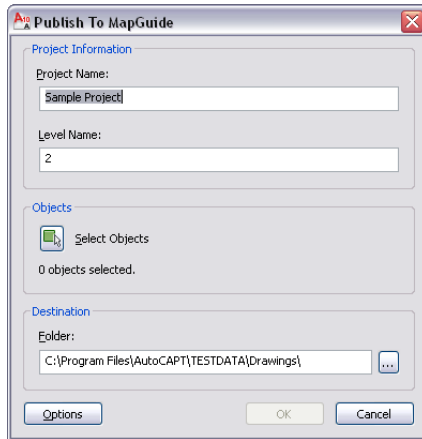 A10
A
Publish To MapGuide
Project Information
Project Name:
Sample Project
Level Name:
2
Objects
Select Objects
0 objects selected.
Destination
Folder:
C:\Program Files\AutoCAPT\TESTDATA\Drawings\
...
Options OK Cancel